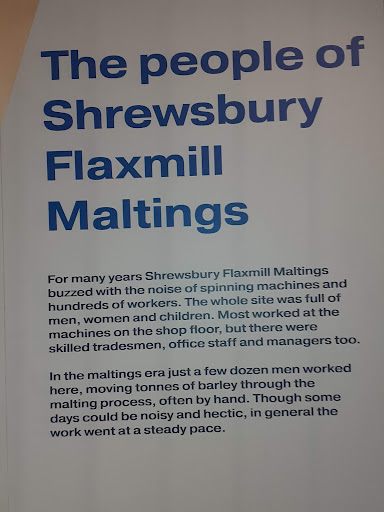 The people of
Shrewsbury
Flaxmill
Maltings
For many years Shrewsbury Flaxmill Maltings
buzzed with the noise of spinning machines and
hundreds of workers. The whole site was full of
men, women and children. Most worked at the
machines on the shop floor, but there were
skilled tradesmen, office staff and managers too.
In the maltings era just a few dozen men worked
here, moving tonnes of barley through the
malting process, often by hand. Though some
days could be noisy and hectic, in general the
work went at a steady pace.